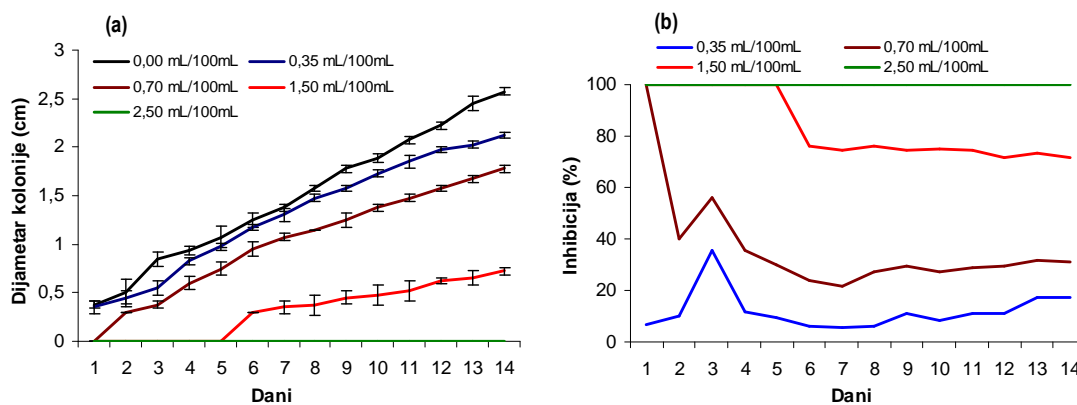 (a)
0,00 mL/100mL 0,35 mL/100mL
0,70 mL/100mL 1,50 mL/100mL
2,50 mL/100mL
Dijametar kolonije (cm)
3
2,5
2
1,5
1
0,5
0
1 2 3 4 5 6 7 8 9 10 11 12 13 14
Dani
(b)
0,35 mL/100mL 0,70 mL/100mL
1,50 mL/100mL 2,50 mL/100mL
Inhibicija (%)
100
80
60
40
20
0
1 2 3 4 5 6 7 8 9 10 11 12 13 14
Dani